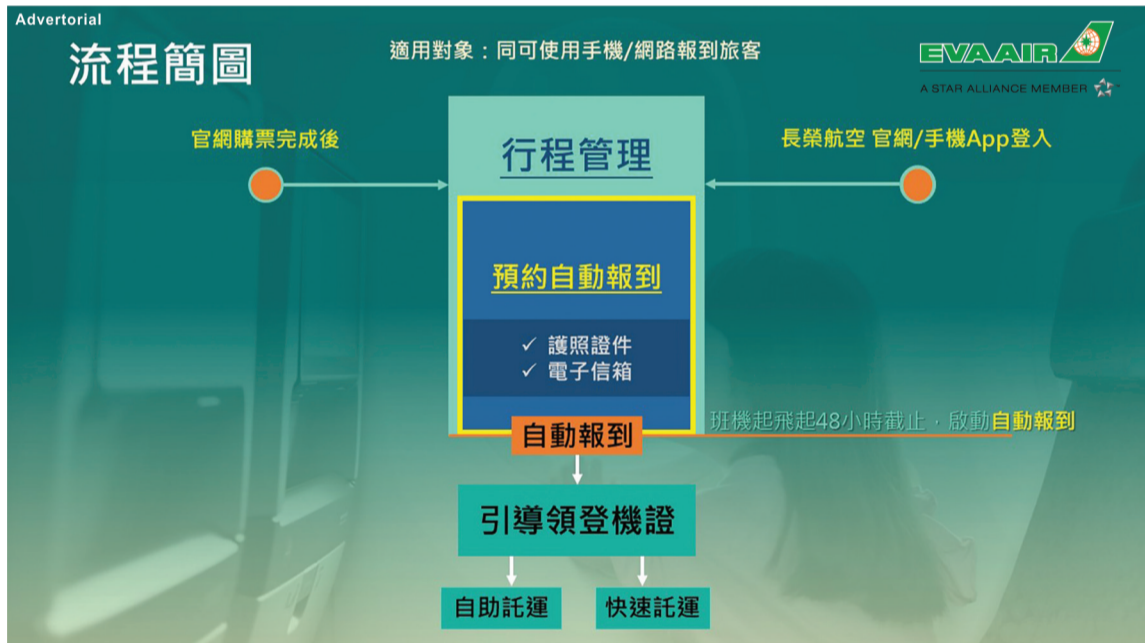 Advertorial
流程簡圖
適用對象：同可使用手機/網路報到旅客
EVA AIR
A STAR ALLIANCE MEMBER
官網購票完成後
行程管理
長榮航空 官網/手機App登入
預約自動報到
✓ 護照證件
✓ 電子信箱
班機起飛起48小時截止，啟動自動報到
自動報到
引導領登機證
自助託運
快速託運